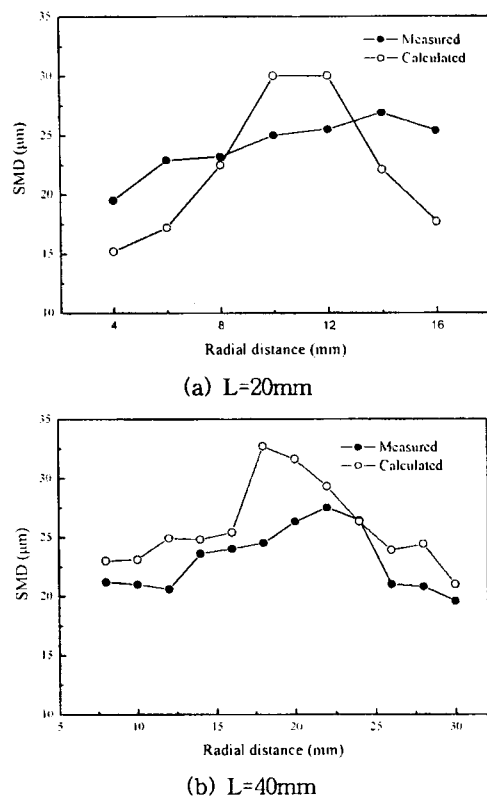 35
30
25
20
15
10
SMD (μm)
Measured
Calculated
4
8
12
16
Radial distance (mm)
(a) L=20mm
35
30
25
20
15
10
SMD (μm)
Measured
Calculated
5
10
15
20
25
30
Radial distance (mm)
(b) L=40mm